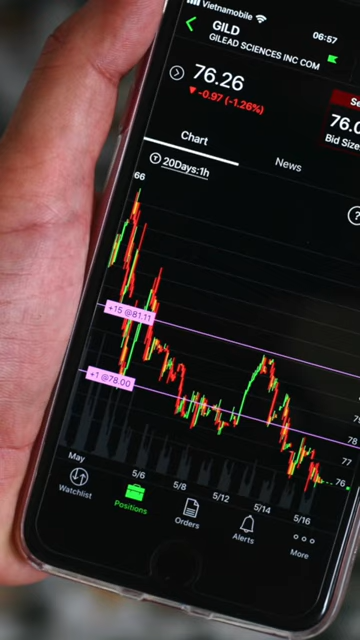 Vietnamobile
06:57
GILD
GILEAD SCIENCES INC COM
76.26
-0.97 (-1.26%)
76.0
Bid Size
Chart
News
20Days:1h
+15 @81.11
+1 @78.00
79
78
77
76
May
5/6
5/8
5/12
5/14
5/16
Watchlist
Positions
Orders
Alerts
More